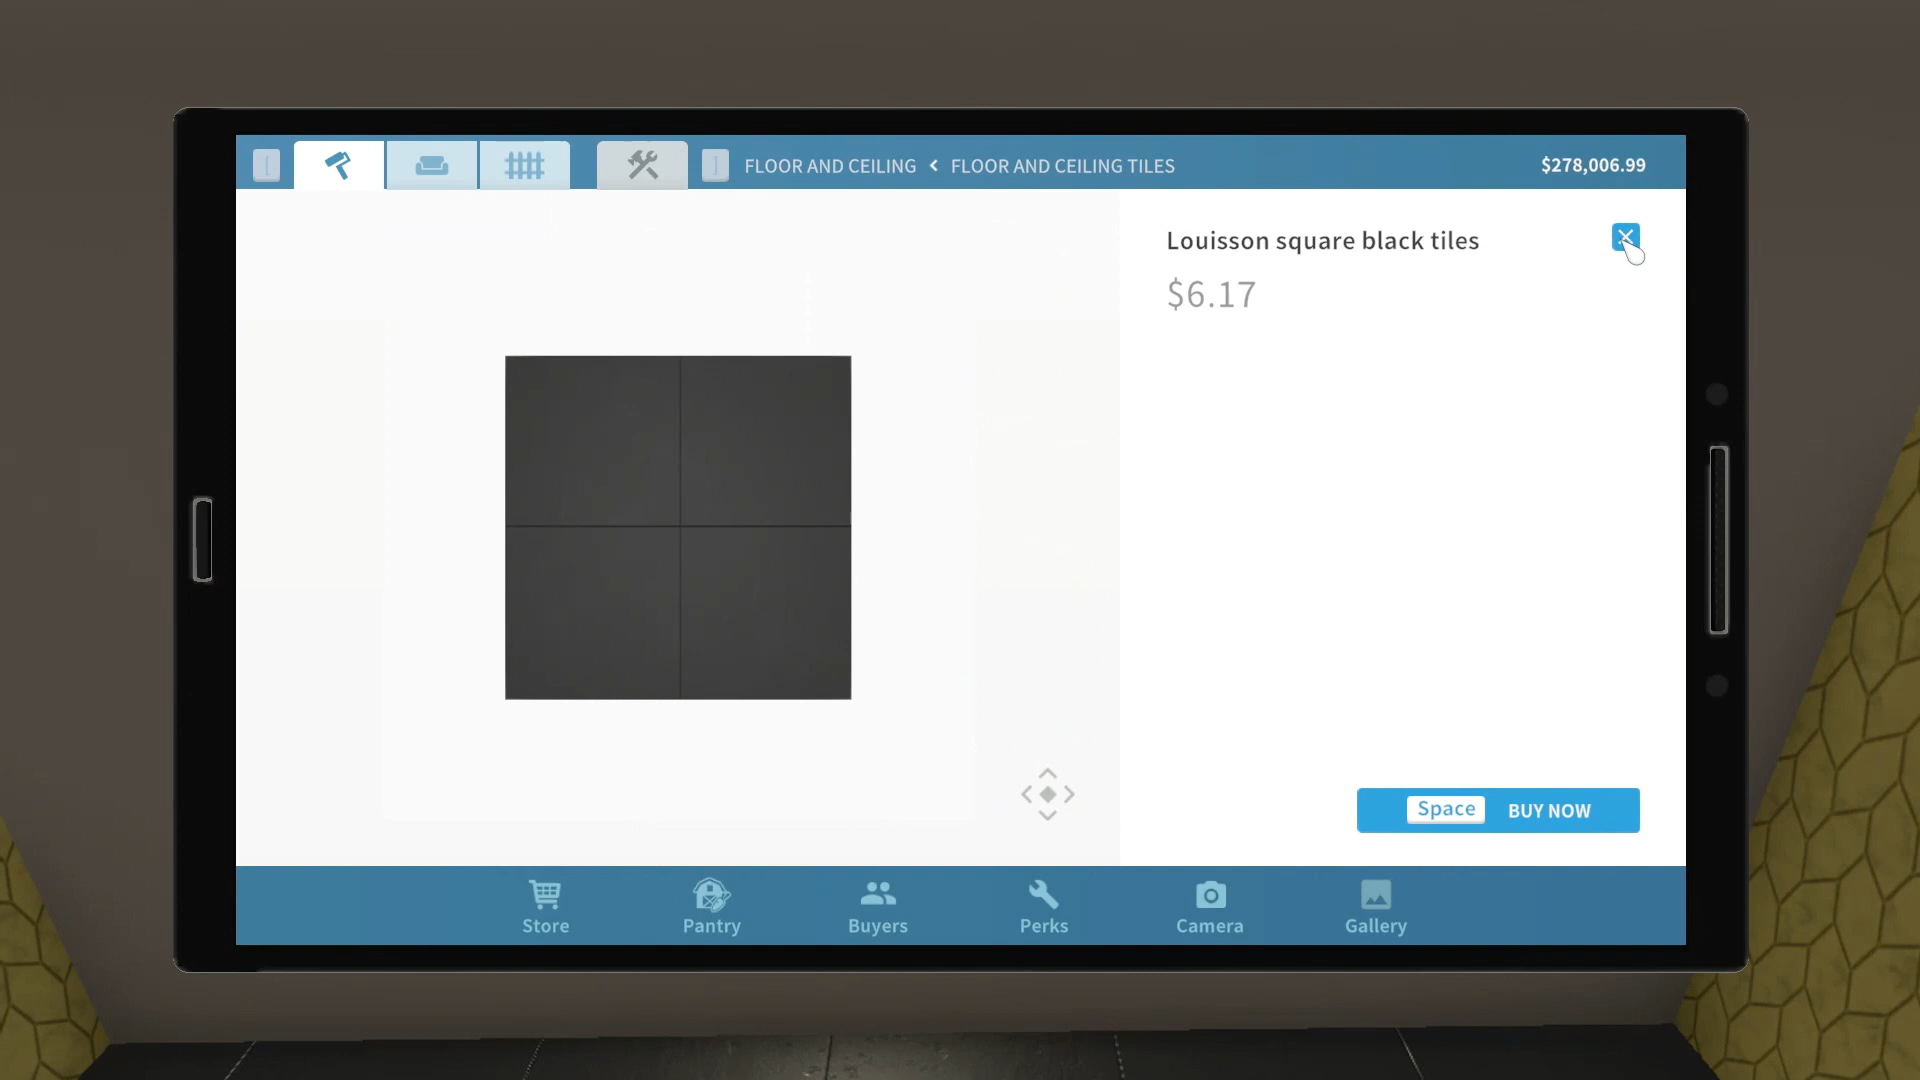 FLOOR AND CEILING < FLOOR AND CEILING TILES
$278,006.99
Louisson square black tiles
$6.17
Space BUY NOW
Store
Pantry
Buyers
Perks
Camera
Gallery